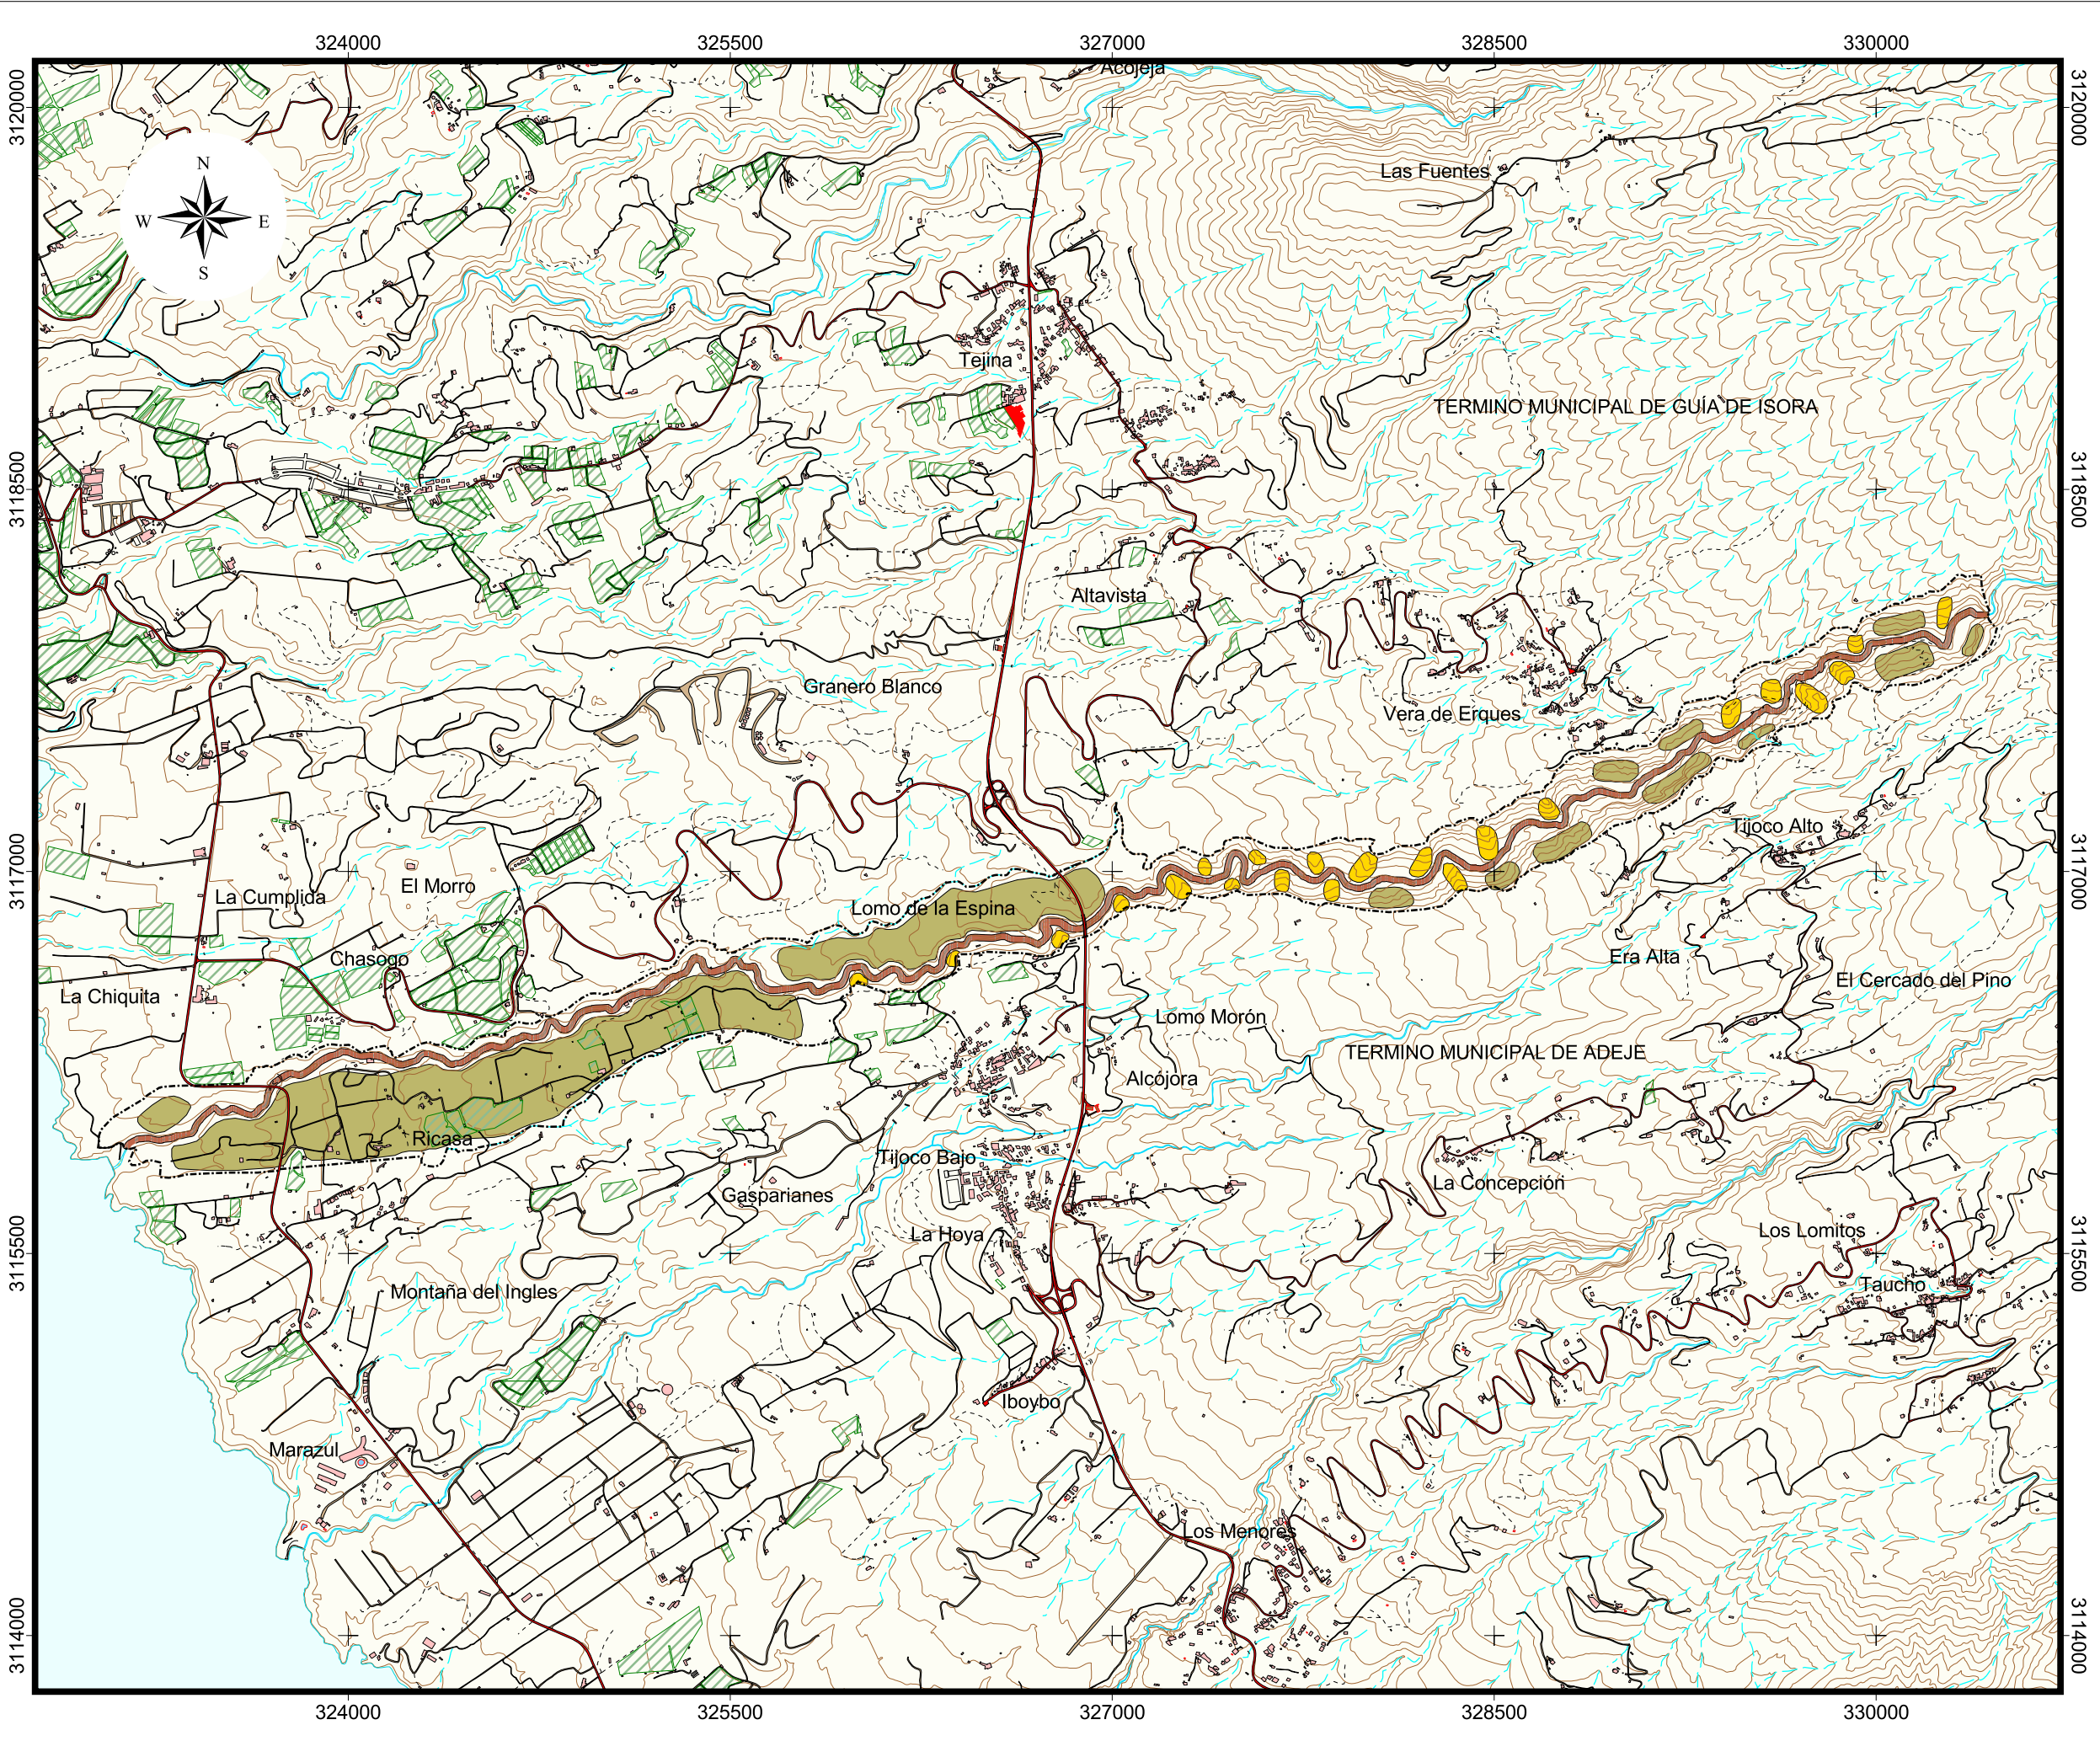 324000
325500
327000
328500
330000
3120000
3120000
Acojeja
Las Fuentes
N
W
E
S
Tejina
TERMINO MUNICIPAL DE GUÍA DE ISORA
3118500
3118500
Altavista
Granero Blanco
Vera de Erques
Tijoco Alto
3117000
3117000
El Morro
La Cumplida
Lomo de la Espina
Chasogo
Era Alta
El Cercado del Pino
La Chiquita
Lomo Morón
TERMINO MUNICIPAL DE ADEJE
Alcójora
Ricasa
Tijoco Bajo
La Concepción
Gasparianes
Los Lomitos
La Hoya
3115500
3115500
Taucho
Montaña del Ingles
Iboybo
Marazul
Los Menores
3114000
3114000
324000
325500
327000
328500
330000